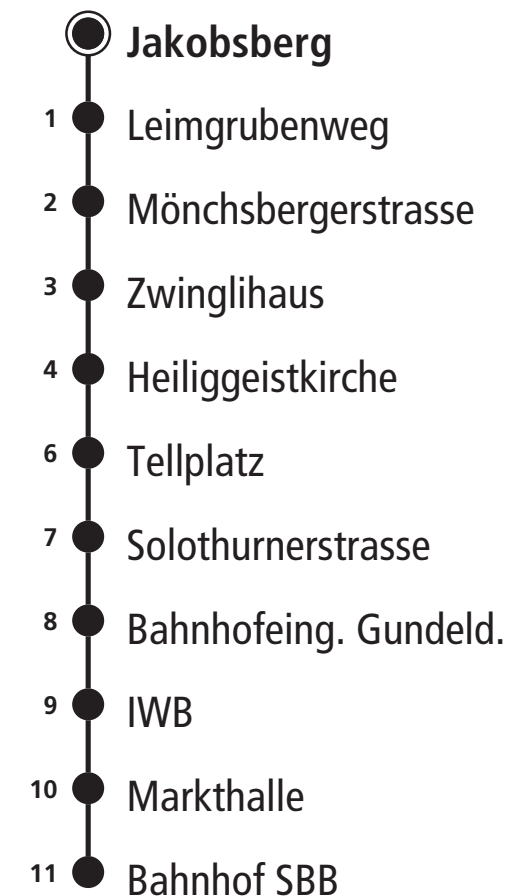 Jakobsberg
1 Leimgrubenweg
2 Mönchsbergerstrasse
3 Zwinglihaus
4 Heiliggeistkirche
6 Tellplatz
7 Solothurnerstrasse
8 Bahnhofeing. Gundeld.
9 IWB
10 Markthalle
11 Bahnhof SBB